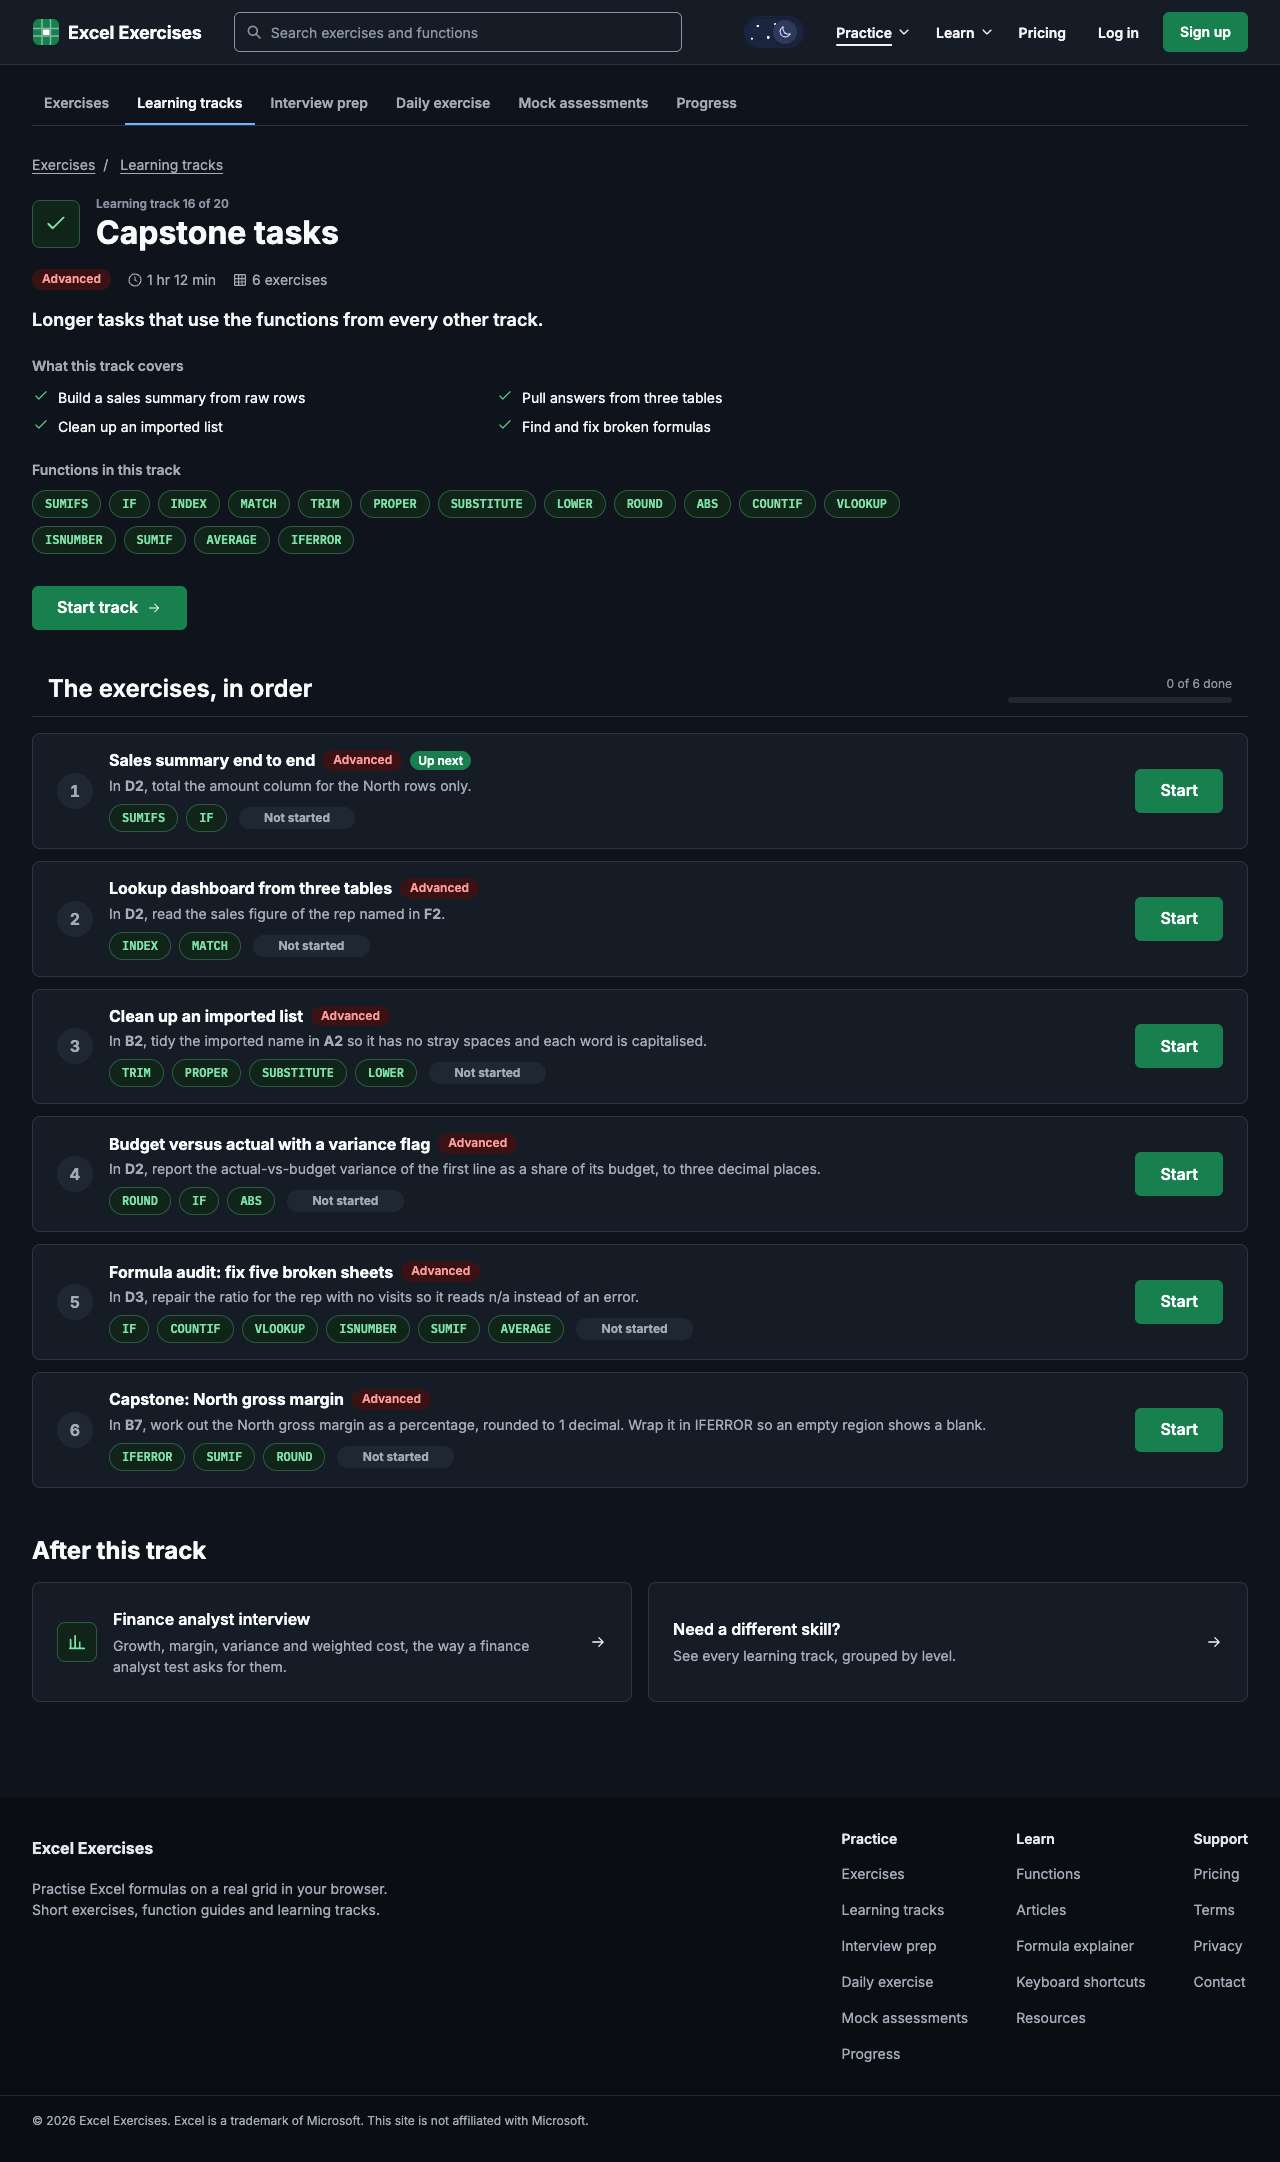 Excel Exercises
Search exercises and functions
Practice
Learn
Pricing
Log in
Sign up
Exercises
Learning tracks
Interview prep
Daily exercise
Mock assessments
Progress
Exercises / Learning tracks
Learning track 16 of 20
Capstone tasks
Advanced
1 hr 12 min
6 exercises
Longer tasks that use the functions from every other track.
What this track covers
Build a sales summary from raw rows
Pull answers from three tables
Clean up an imported list
Find and fix broken formulas
Functions in this track
SUMIFS IF INDEX MATCH TRIM PROPER SUBSTITUTE LOWER ROUND ABS COUNTIF VLOOKUP
ISNUMBER SUMIF AVERAGE IFERROR
Start track →
The exercises, in order
0 of 6 done
1
Sales summary end to end Advanced Up next
In D2, total the amount column for the North rows only.
SUMIFS IF Not started
Start
2
Lookup dashboard from three tables Advanced
In D2, read the sales figure of the rep named in F2.
INDEX MATCH Not started
Start
3
Clean up an imported list Advanced
In B2, tidy the imported name in A2 so it has no stray spaces and each word is capitalised.
TRIM PROPER SUBSTITUTE LOWER Not started
Start
4
Budget versus actual with a variance flag Advanced
In D2, report the actual-vs-budget variance of the first line as a share of its budget, to three decimal places.
ROUND IF ABS Not started
Start
5
Formula audit: fix five broken sheets Advanced
In D3, repair the ratio for the rep with no visits so it reads n/a instead of an error.
IF COUNTIF VLOOKUP ISNUMBER SUMIF AVERAGE Not started
Start
6
Capstone: North gross margin Advanced
In B7, work out the North gross margin as a percentage, rounded to 1 decimal. Wrap it in IFERROR so an empty region shows a blank.
IFERROR SUMIF ROUND Not started
Start
After this track
Finance analyst interview
Growth, margin, variance and weighted cost, the way a finance
analyst test asks for them.
→
Need a different skill?
See every learning track, grouped by level.
→
Excel Exercises
Practise Excel formulas on a real grid in your browser.
Short exercises, function guides and learning tracks.
Practice
Exercises
Learning tracks
Interview prep
Daily exercise
Mock assessments
Progress
Learn
Functions
Articles
Formula explainer
Keyboard shortcuts
Resources
Support
Pricing
Terms
Privacy
Contact
© 2026 Excel Exercises. Excel is a trademark of Microsoft. This site is not affiliated with Microsoft.